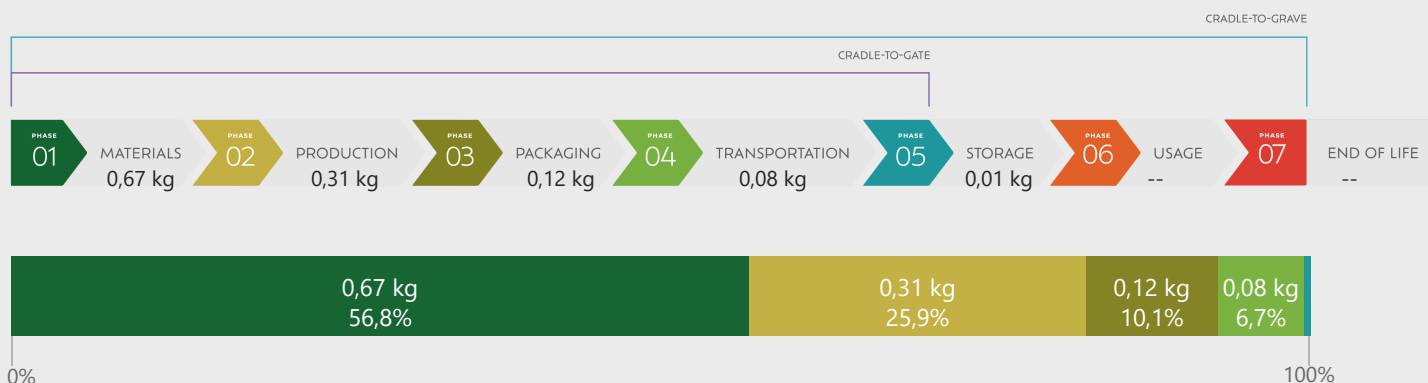 CRADLE-TO-GRAVE
CRADLE-TO-GATE
PHASE
01
MATERIALS
0,67 kg
PHASE
02
PRODUCTION
0,31 kg
PHASE
03
PACKAGING
0,12 kg
PHASE
04
TRANSPORTATION
0,08 kg
PHASE
05
STORAGE
0,01 kg
PHASE
06
USAGE
--
PHASE
07
END OF LIFE
--
0,67 kg
56,8%
0,31 kg
25,9%
0,12 kg
10,1%
0,08 kg
6,7%
0%
100%